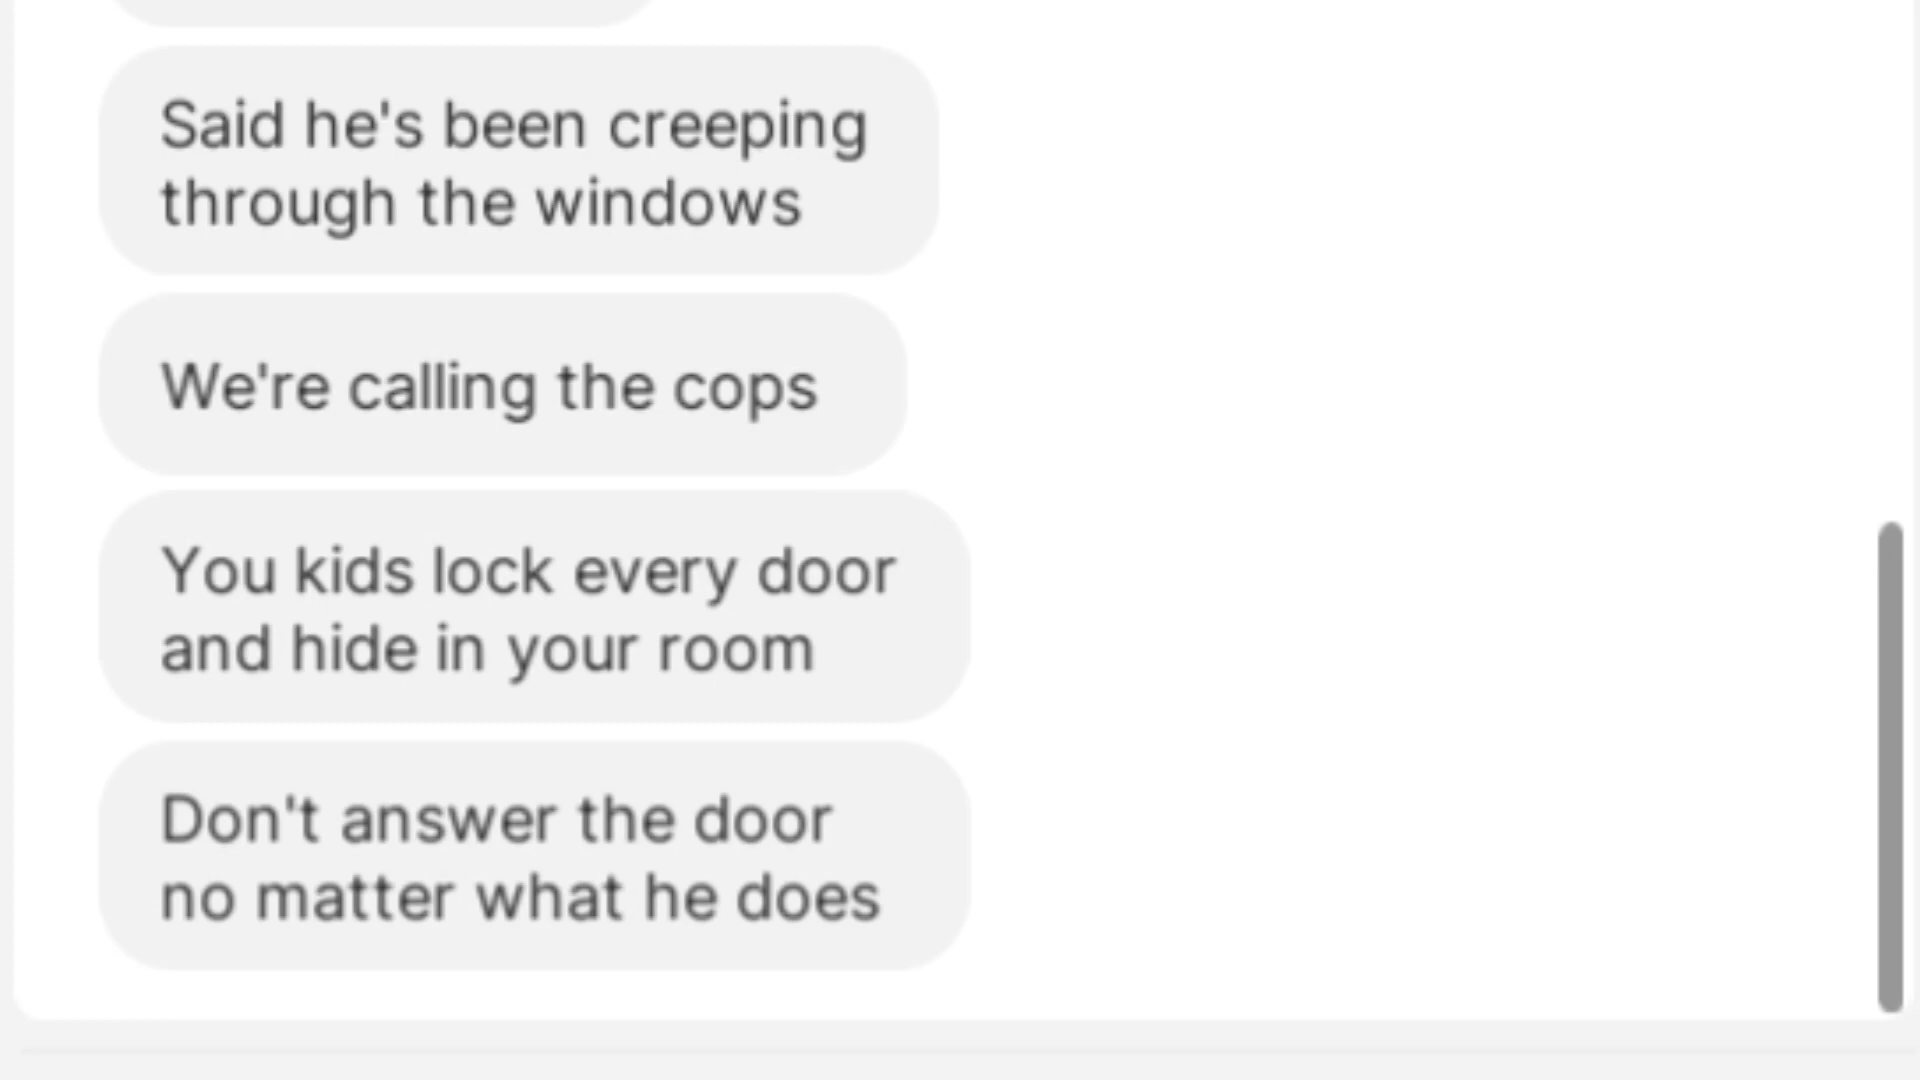 Said he's been creeping
through the windows
We're calling the cops
You kids lock every door
and hide in your room
Don't answer the door
no matter what he does